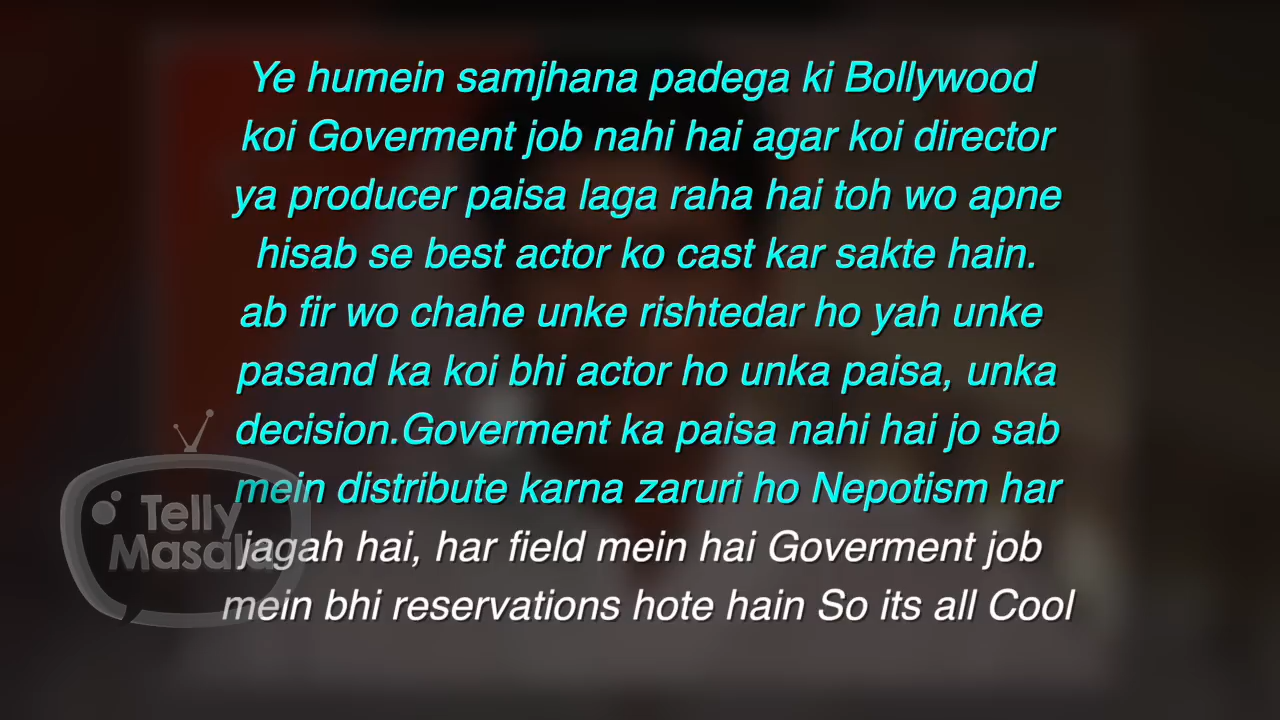 Ye humein samjhana padega ki Bollywood
koi Goverment job nahi hai agar koi director
ya producer paisa laga raha hai toh wo apne
hisab se best actor ko cast kar sakte hain.
ab fir wo chahe unke rishtedar ho yah unke
pasand ka koi bhi actor ho unka paisa, unka
decision.Goverment ka paisa nahi hai jo sab
mein distribute karna zaruri ho Nepotism har
jagah hai, har field mein hai Goverment job
mein bhi reservations hote hain So its all Cool
Telly
Masala